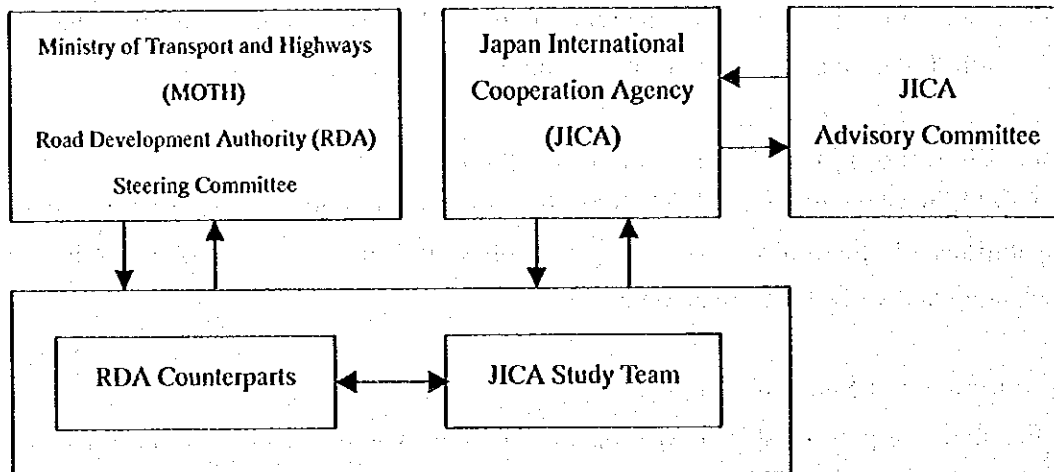 Ministry of Transport and Highways
(MOTH)
Road Development Authority (RDA)
Steering Committee
Japan International
Cooperation Agency
(JICA)
JICA
Advisory Committee
RDA Counterparts
JICA Study Team